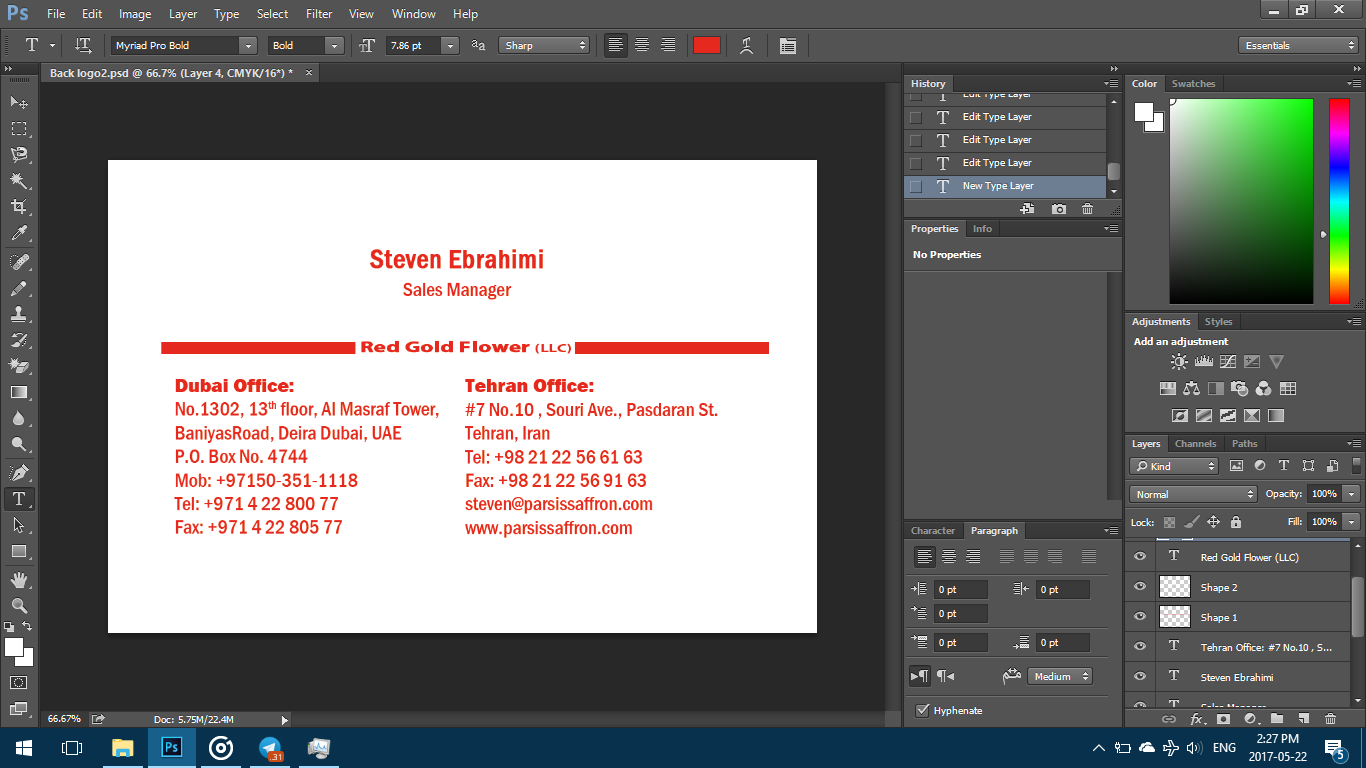 Ps File Edit Image Layer Type Select Filter View Window Help
T Myriad Pro Bold Bold 7.86 pt Sharp Essentials
Back logo2.psd @ 66.7% (Layer 4, CMYK/16*) * ×
Steven Ebrahimi
Sales Manager
Red Gold Flower (LLC)
Dubai Office:
No.1302, 13th floor, Al Masraf Tower,
BaniyasRoad, Deira Dubai, UAE
P.O. Box No. 4744
Mob: +97150-351-1118
Tel: +971 4 22 800 77
Fax: +971 4 22 805 77
Tehran Office:
#7 No.10 , Souri Ave., Pasdaran St.
Tehran, Iran
Tel: +98 21 22 56 61 63
Fax: +98 21 22 56 91 63
steven@parsissaffron.com
www.parsissaffron.com
66.67% Doc: 5.75M/22.4M
History
Edit Type Layer
Edit Type Layer
Edit Type Layer
Edit Type Layer
New Type Layer
Properties Info
No Properties
Character Paragraph
0 pt 0 pt
0 pt
0 pt 0 pt
Medium
Hyphenate
Color Swatches
Adjustments Styles
Add an adjustment
Layers Channels Paths
Kind
Normal Opacity: 100%
Lock: Fill: 100%
T Red Gold Flower (LLC)
Shape 2
Shape 1
T Tehran Office: #7 No.10 , S...
T Steven Ebrahimi
Sales Manager
fx
Ps .31 ENG 2:27 PM
2017-05-22 5